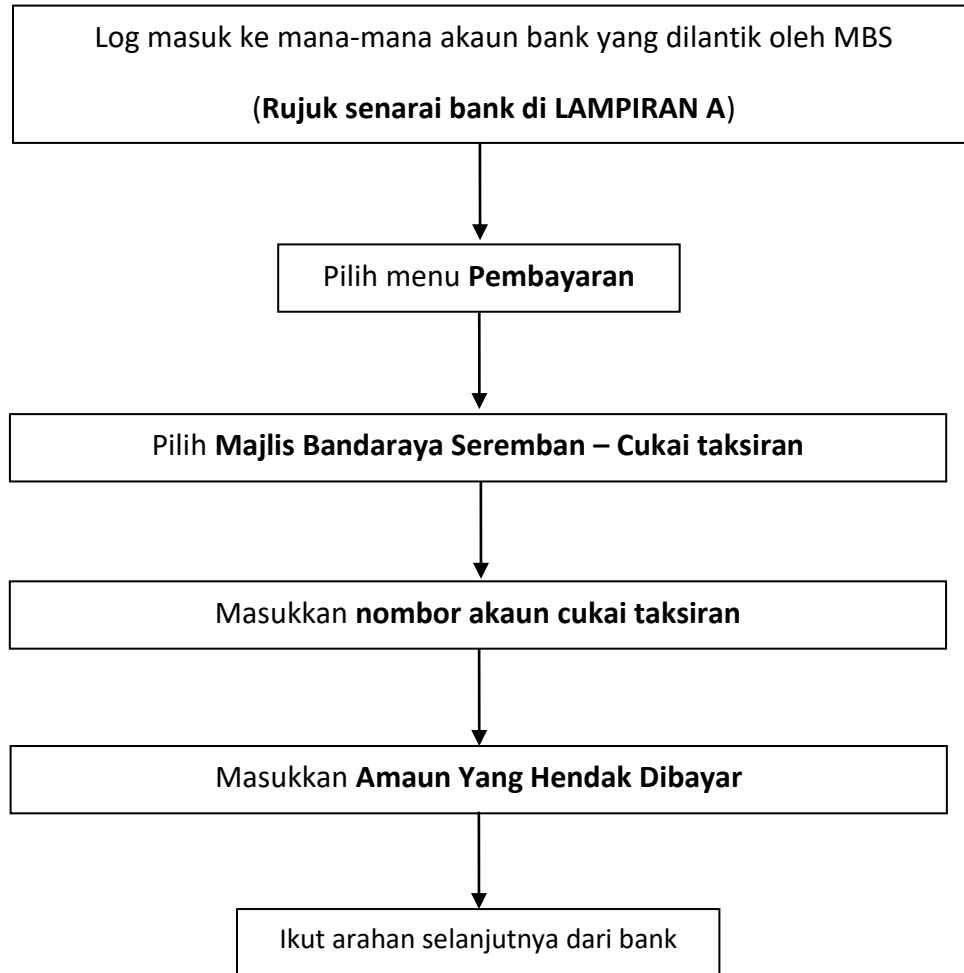 Log masuk ke mana-mana akaun bank yang dilantik oleh MBS
(Rujuk senarai bank di LAMPIRAN A)
Pilih menu Pembayaran
Pilih Majlis Bandaraya Seremban – Cukai taksiran
Masukkan nombor akaun cukai taksiran
Masukkan Amaun Yang Hendak Dibayar
Ikut arahan selanjutnya dari bank